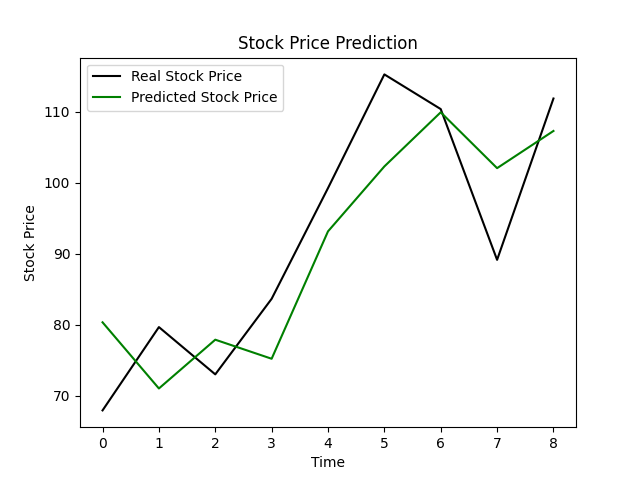 Stock Price Prediction
Real Stock Price
Predicted Stock Price
110
100
90
80
70
Stock Price
0 1 2 3 4 5 6 7 8
Time